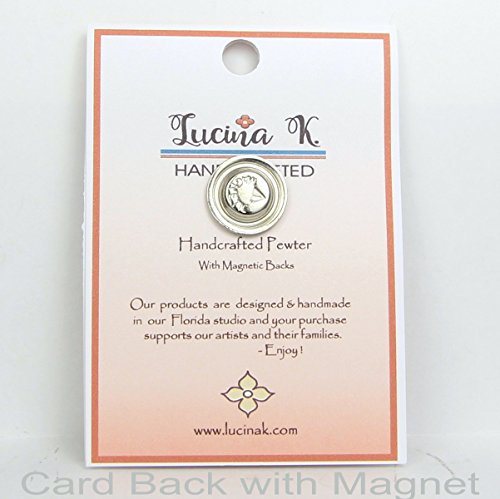 Lucina K.
HAND TED
Handcrafted Pewter
With Magnetic Backs
Our products are designed & handmade
in our Florida studio and your purchase
supports our artists and their families.
- Enjoy!
www.lucinak.com
Card Back with Magnet